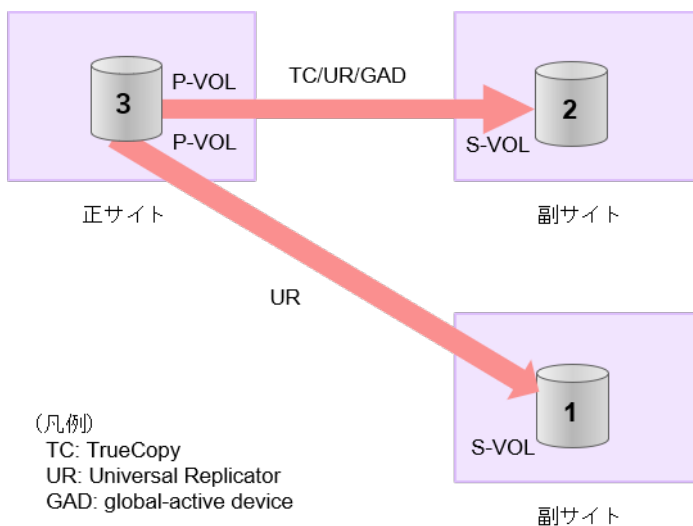 P-VOL
TC/UR/GAD
3
2
P-VOL
S-VOL
正サイト
副サイト
UR
1
S-VOL
(凡例)
TC: TrueCopy
UR: Universal Replicator
GAD: global-active device
副サイト